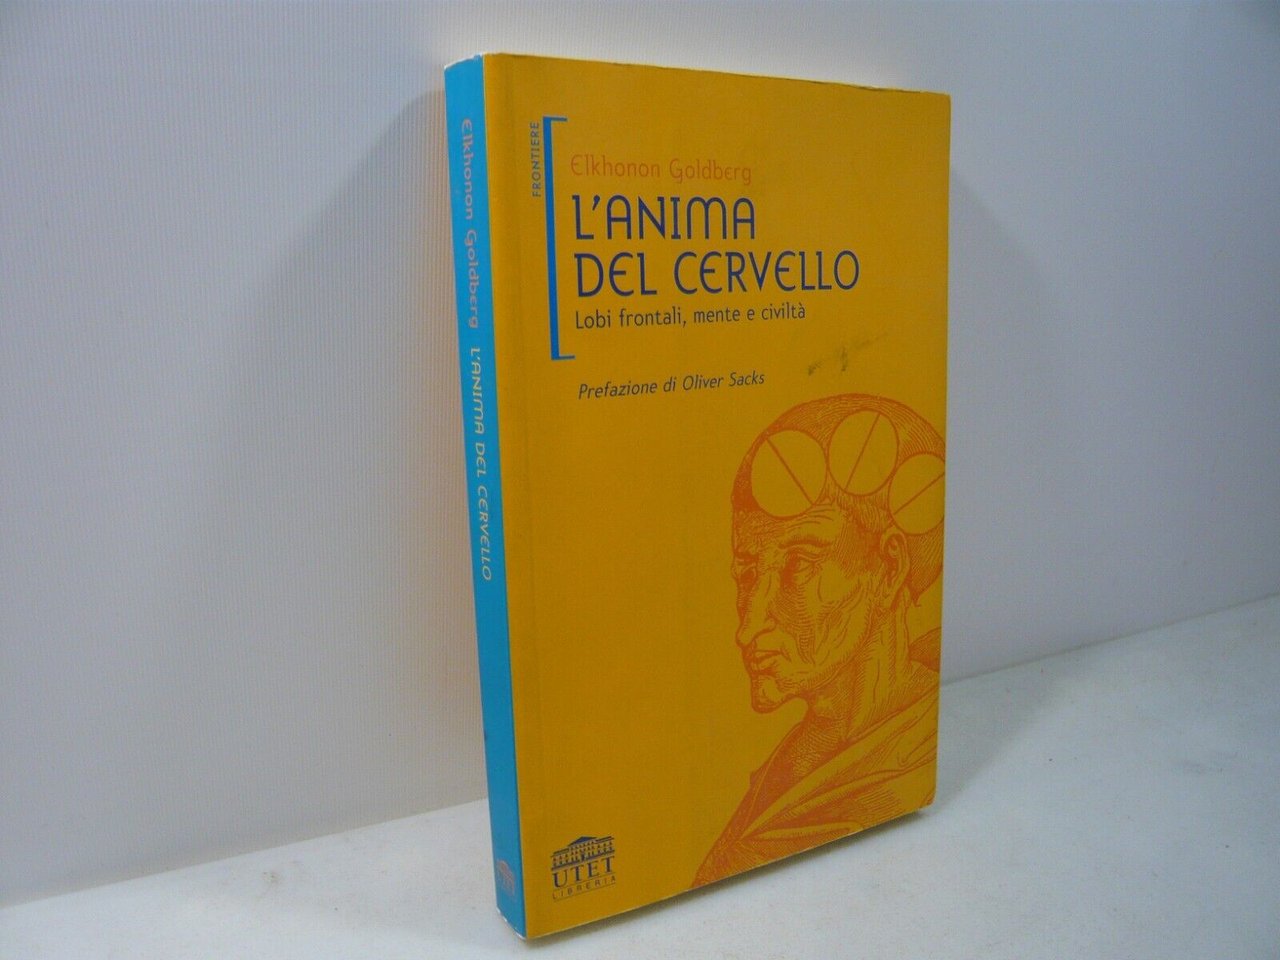 Elkhonon Goldberg L'ANIMA DEL CERVELLO
UTET
FRONTIERE
Elkhonon Goldberg
L'ANIMA
DEL CERVELLO
Lobi frontali, mente e civiltà
Prefazione di Oliver Sacks
UTET
LIBRERIA